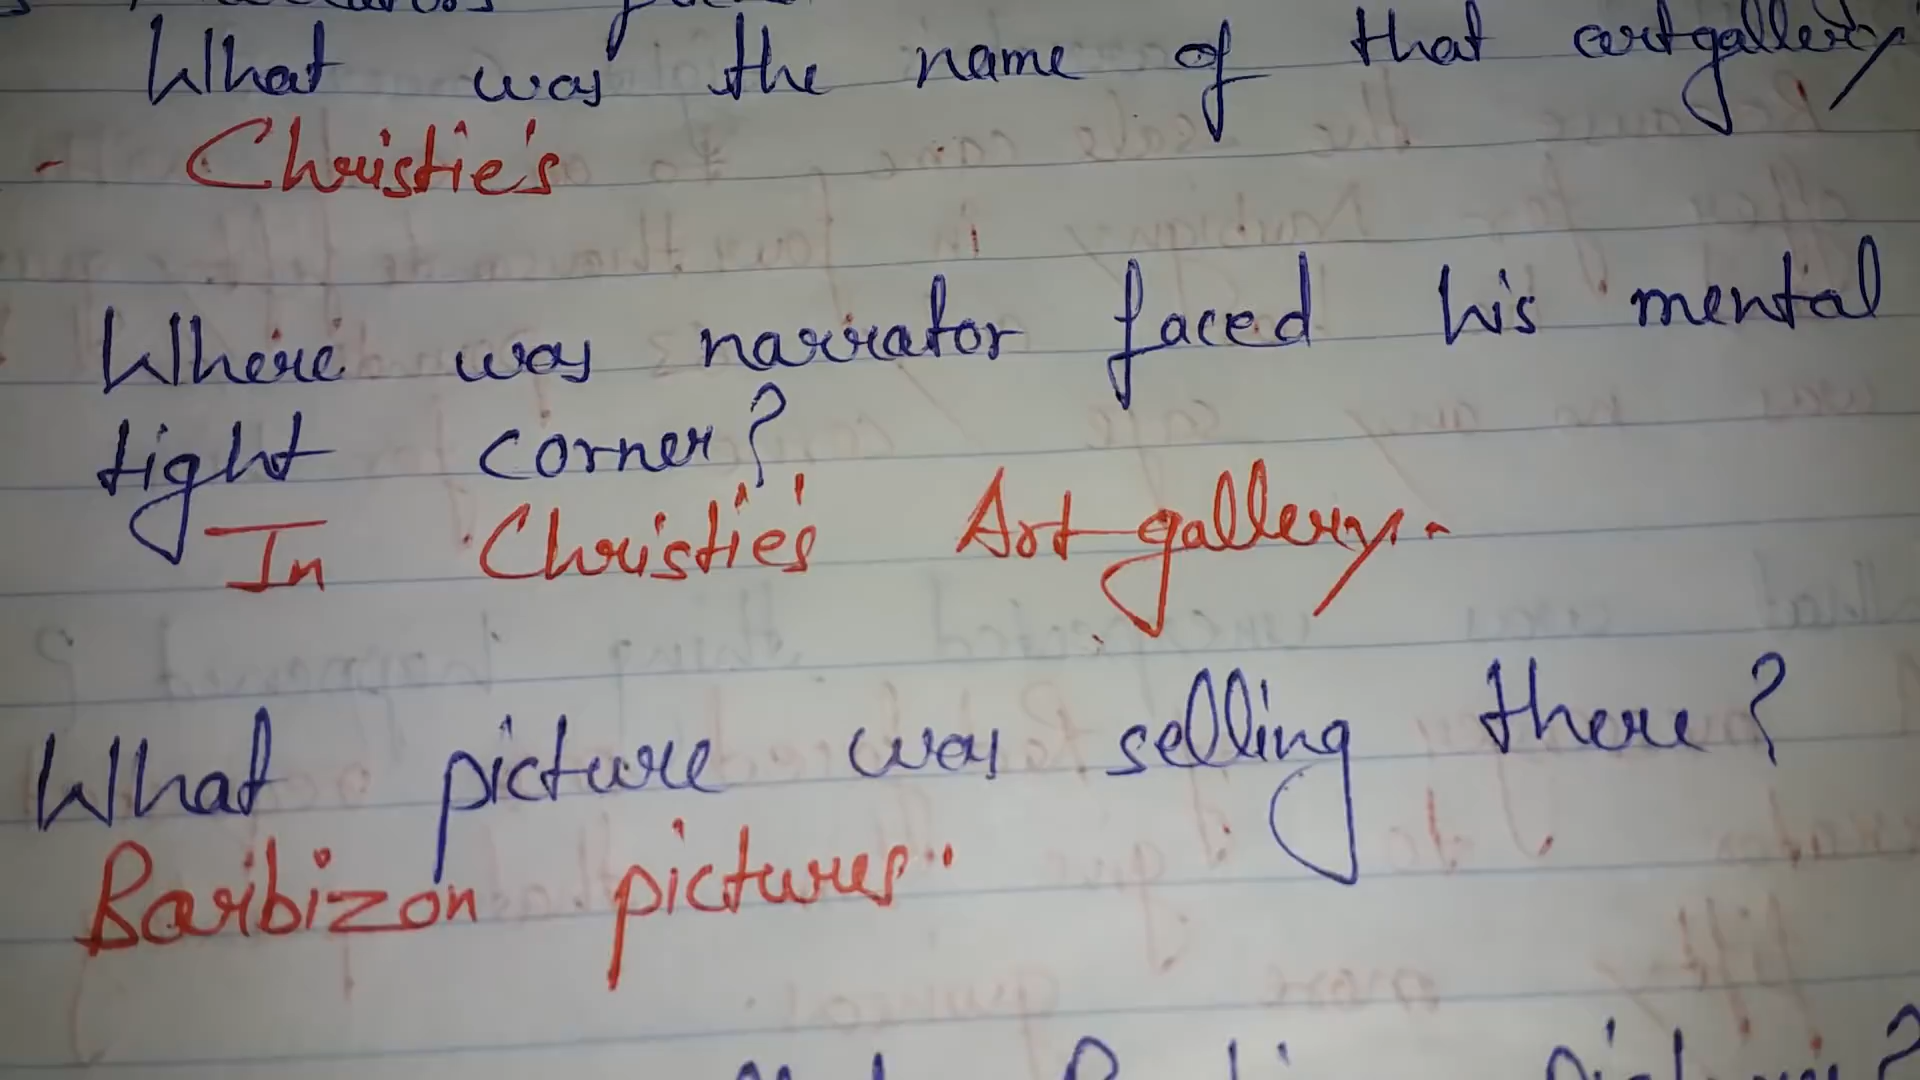 What was the name of that art gallery
- Christie's
Where was narrator faced his mental
tight corner?
In Christie's Art gallery.
What picture was selling there?
Baribizon pictures.